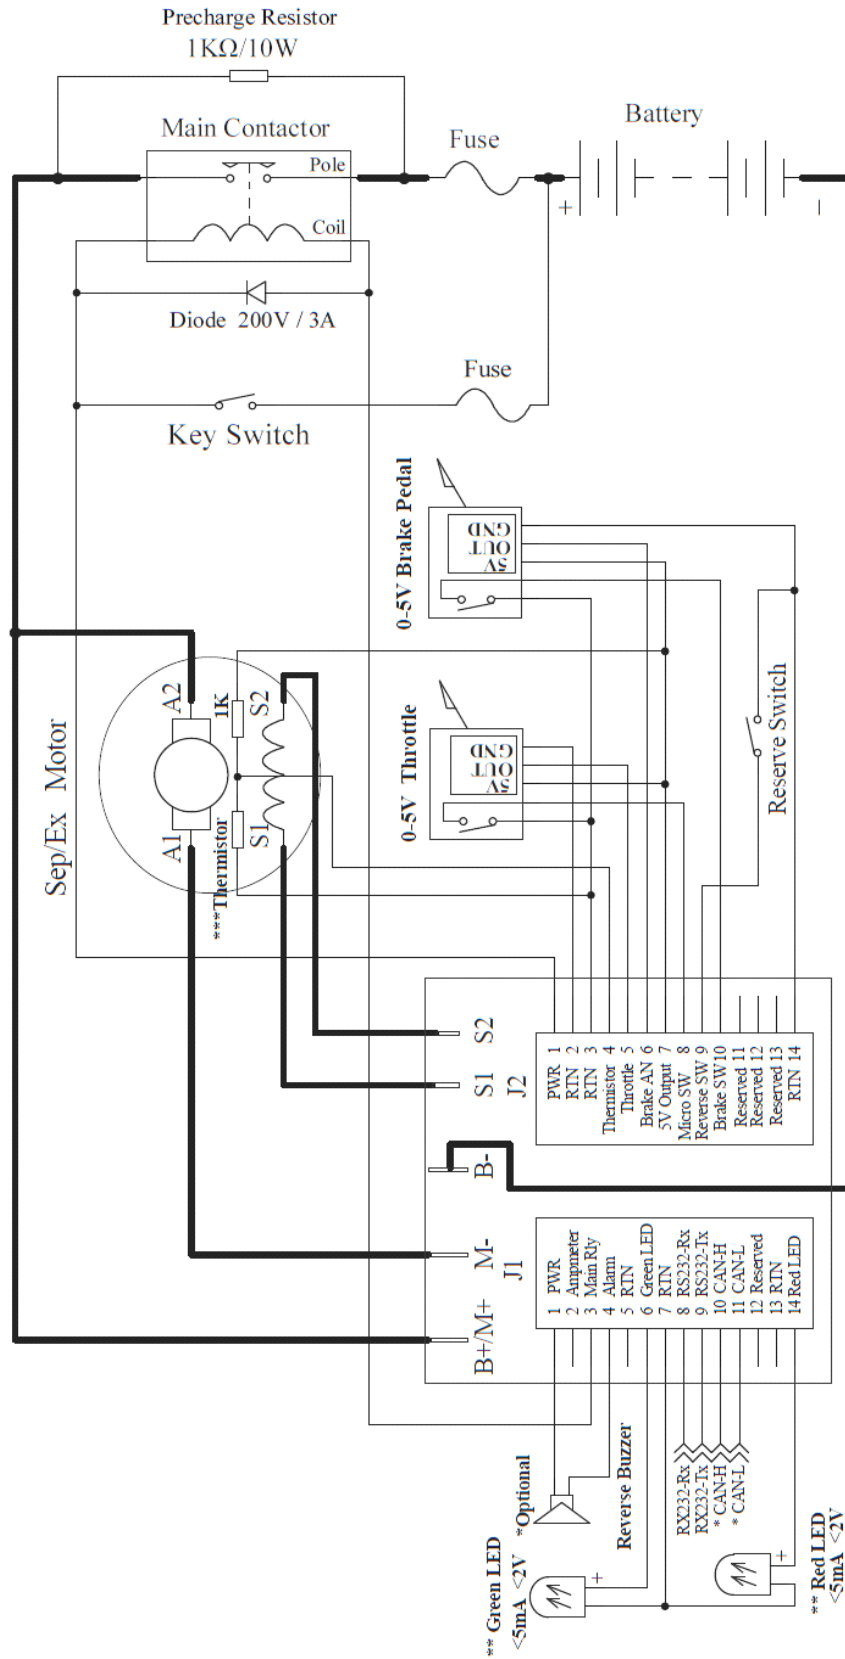 Precharge Resistor
1KΩ/10W
Main Contactor
Pole
Coil
Fuse
Battery
+
−
Diode 200V / 3A
Fuse
Key Switch
0-5V Brake Pedal
GND
OUT
5V
Sep/Ex Motor
A2
A1
1K
S2
S1
***Thermistor
0-5V Throttle
GND
OUT
5V
Reserve Switch
S2
S1
J2
PWR 1
RTN 2
RTN 3
Thermistor 4
Throttle 5
Brake AN 6
5V Output 7
Micro SW 8
Reverse SW 9
Brake SW10
Reserved 11
Reserved 12
Reserved 13
RTN 14
B-
M-
B+/M+
J1
1 PWR
2 Ampmeter
3 Main Rly
4 Alarm
5 RTN
6 Green LED
7 RTN
8 RS232-Rx
9 RS232-Tx
10 CAN-H
11 CAN-L
12 Reserved
13 RTN
14 Red LED
*Optional
Reverse Buzzer
RX232-Rx
RX232-Tx
* CAN-H
* CAN-L
** Green LED
<5mA <2V
+
** Red LED
<5mA <2V
+